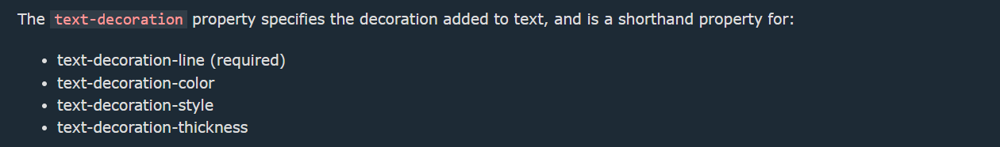 The text-decoration property specifies the decoration added to text, and is a shorthand property for:
• text-decoration-line (required)
• text-decoration-color
• text-decoration-style
• text-decoration-thickness